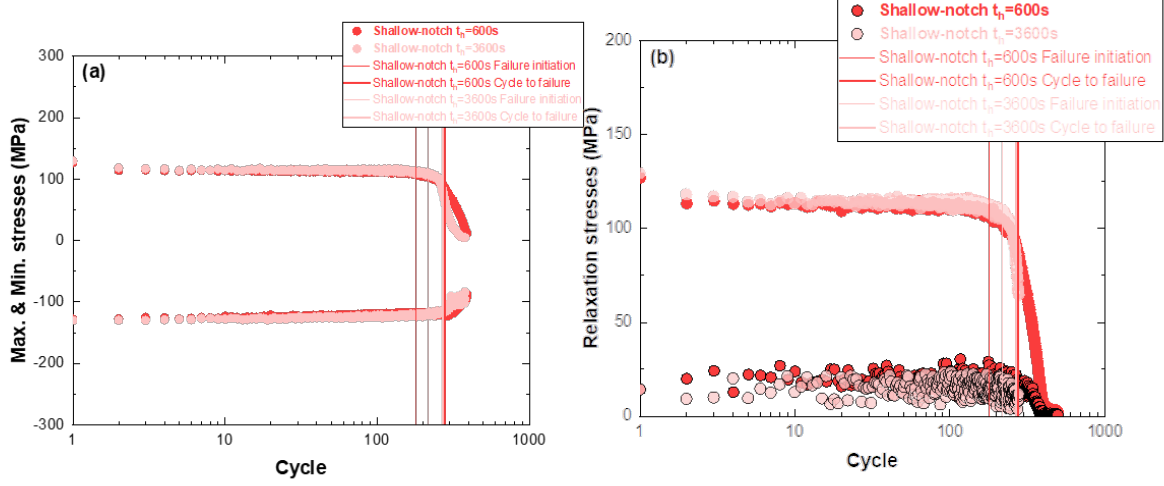 Shallow-notch th=600s
Shallow-notch th=3600s
Shallow-notch th=600s Failure initiation
Shallow-notch th=600s Cycle to failure
Shallow-notch th=3600s Failure initiation
Shallow-notch th=3600s Cycle to failure
(a)
Max. & Min. stresses (MPa)
300
200
100
0
-100
-200
-300
1
10
100
1000
Cycle
Shallow-notch th=600s
Shallow-notch th=3600s
Shallow-notch th=600s Failure initiation
Shallow-notch th=600s Cycle to failure
Shallow-notch th=3600s Failure initiation
Shallow-notch th=3600s Cycle to failure
(b)
Relaxation stresses (MPa)
200
150
100
50
0
1
10
100
1000
Cycle